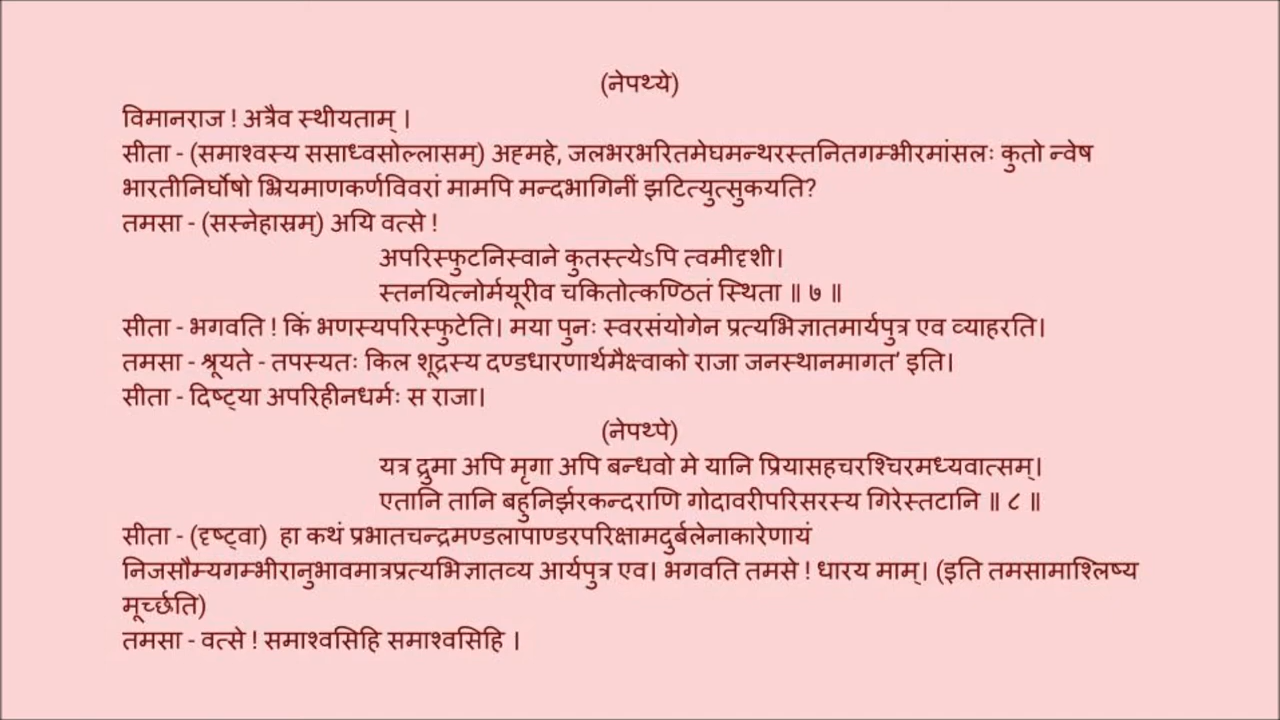 (नेपथ्ये)
विमानराज ! अत्रैव स्थीयताम् ।
सीता - (समाश्वस्य ससाध्वसोल्लासम्) अह्महे, जलभरभरितमेघमन्थरस्तनितगम्भीरमांसलः कुतो न्वेष
भारतीनिर्घोषो भ्रियमाणकर्णविवरां मामपि मन्दभागिनीं झटित्युत्सुकयति?
तमसा - (सस्नेहास्रम्) अयि वत्से !
अपरिस्फुटनिस्वाने कुतस्त्येऽपि त्वमीदृशी।
स्तनयित्नोर्मयूरीव चकितोत्कण्ठितं स्थिता ॥ ७ ॥
सीता - भगवति ! किं भणस्यपरिस्फुटेति। मया पुनः स्वरसंयोगेन प्रत्यभिज्ञातमार्यपुत्र एव व्याहरति।
तमसा - श्रूयते - तपस्यतः किल शूद्रस्य दण्डधारणार्थमैक्ष्वाको राजा जनस्थानमागत’ इति।
सीता - दिष्ट्या अपरिहीनधर्मः स राजा।
(नेपथ्पे)
यत्र द्रुमा अपि मृगा अपि बन्धवो मे यानि प्रियासहचरश्चिरमध्यवात्सम्।
एतानि तानि बहुनिर्झरकन्दराणि गोदावरीपरिसरस्य गिरेस्तटानि ॥ ८ ॥
सीता - (दृष्ट्वा) हा कथं प्रभातचन्द्रमण्डलापाण्डरपरिक्षामदुर्बलेनाकारेणायं
निजसौम्यगम्भीरानुभावमात्रप्रत्यभिज्ञातव्य आर्यपुत्र एव। भगवति तमसे ! धारय माम्। (इति तमसामाश्लिष्य
मूर्च्छति)
तमसा - वत्से ! समाश्वसिहि समाश्वसिहि ।